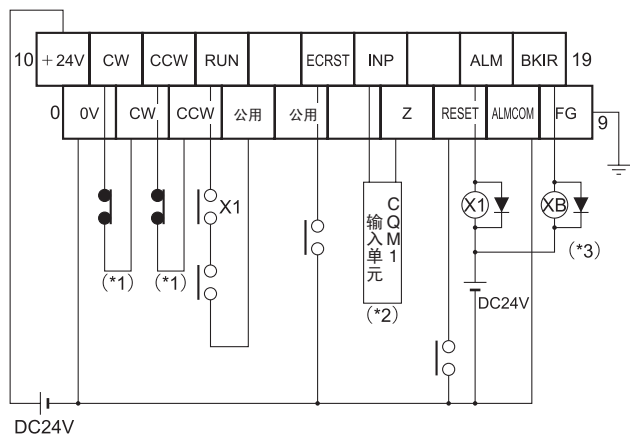 10 +24V CW CCW RUN ECRST INP ALM BKIR 19
0 0V CW CCW 公用 公用 Z RESET ALMCOM FG 9
X1
X1 XB
CQM1
输入单元
(*1) (*1)
(*2)
(*3)
DC24V
DC24V